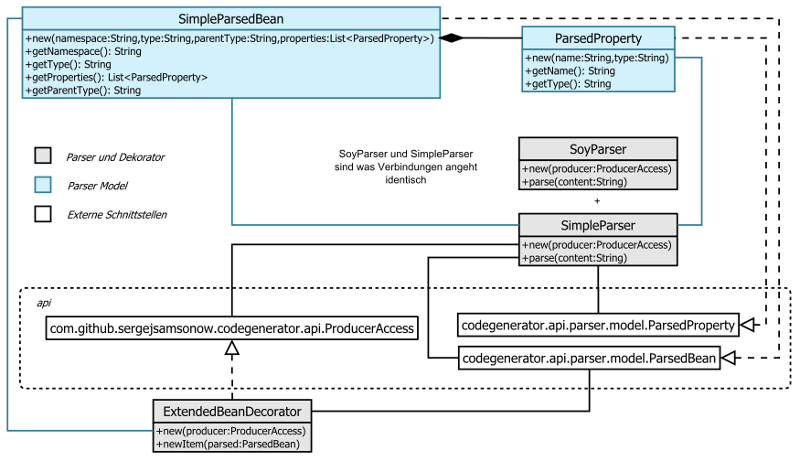 SimpleParsedBean
+new(namespace:String,type:String,parentType:String,properties:List<ParsedProperty>)
+getNamespace(): String
+getType(): String
+getProperties(): List<ParsedProperty>
+getParentType(): String
ParsedProperty
+new(name:String,type:String)
+getName(): String
+getType(): String
Parser und Dekorator
Parser Model
Externe Schnittstellen
SoyParser und SimpleParser
sind was Verbindungen angeht
identisch
SoyParser
+new(producer:ProducerAccess)
+parse(content:String)
+
SimpleParser
+new(producer:ProducerAccess)
+parse(content:String)
api
com.github.sergejsamsonow.codegenerator.api.ProducerAccess
codegenerator.api.parser.model.ParsedProperty
codegenerator.api.parser.model.ParsedBean
ExtendedBeanDecorator
+new(producer:ProducerAccess)
+newItem(parsed:ParsedBean)